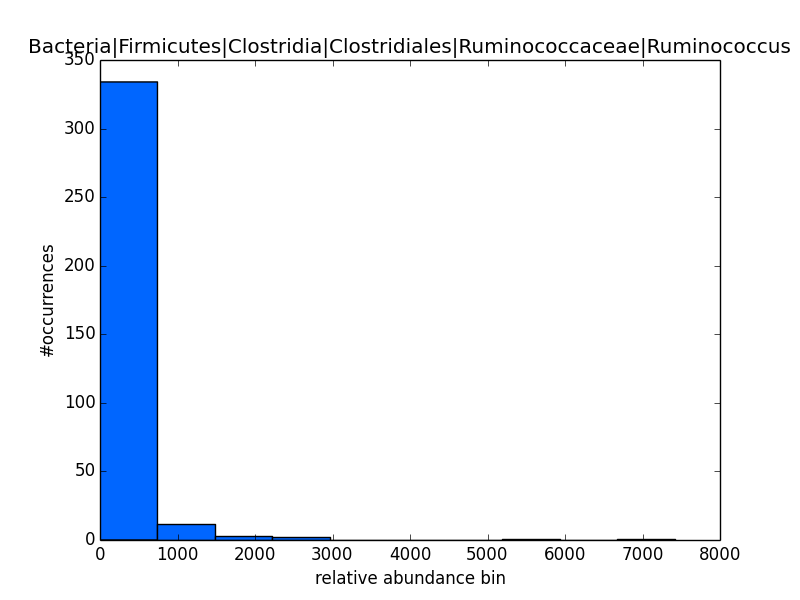 Bacteria|Firmicutes|Clostridia|Clostridiales|Ruminococcaceae|Ruminococcus
350
300
250
200
150
100
50
0
#occurrences
0 1000 2000 3000 4000 5000 6000 7000 8000
relative abundance bin